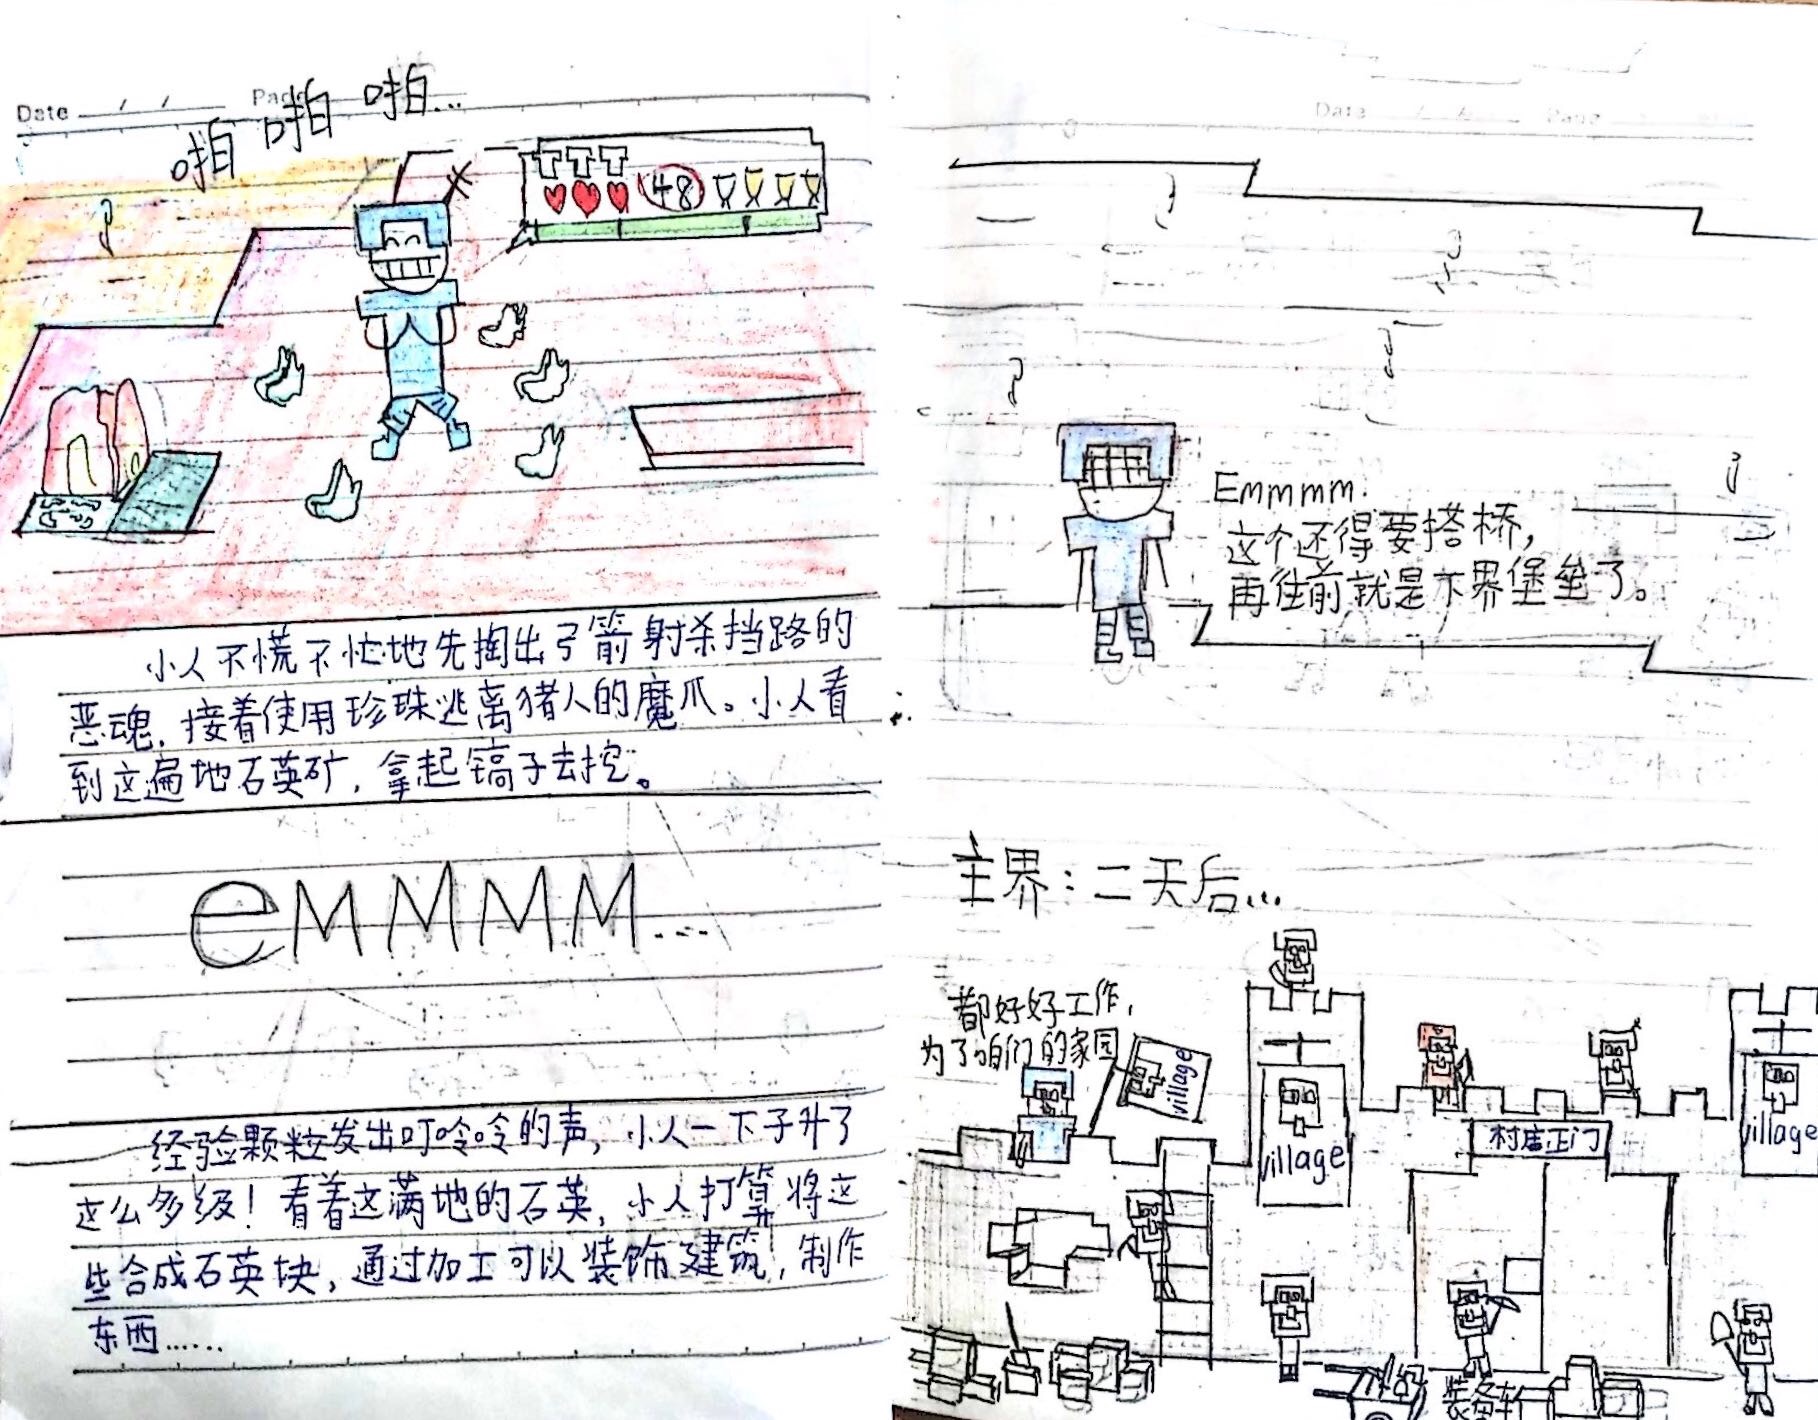 Date / / Page
啪 啪 啪...
48
小人不慌不忙地先掏出弓箭射杀挡路的
恶魂,接着使用珍珠逃离猪人的魔爪。小人看
到这遍地石英矿,拿起镐子去挖。
eMMMM......
经验颗粒发出叮呤呤的声,小人一下子升了
这么多级!看着这满地的石英,小人打算将这
些合成石英块,通过加工可以装饰建筑,制作
东西......
Date / / Page
Emmmm.
这个还得要搭桥,
再往前就是下界堡垒了。
主界:二天后...
都好好工作,
为了咱们的家园
village
village
村庄正门
village
装备车